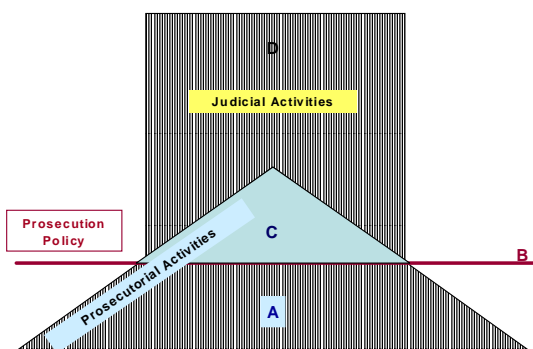 D
Judicial Activities
Prosecution
Policy
Prosecutorial Activities
C
B
A